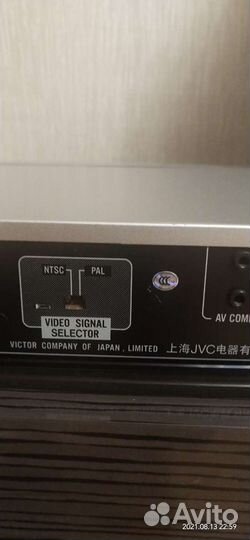 NTSC
PAL
VIDEO SIGNAL
SELECTOR
AV COM
VICTOR COMPANY OF JAPAN, LIMITED 上海JVC电器有
Avito
2021.08.13 22:59